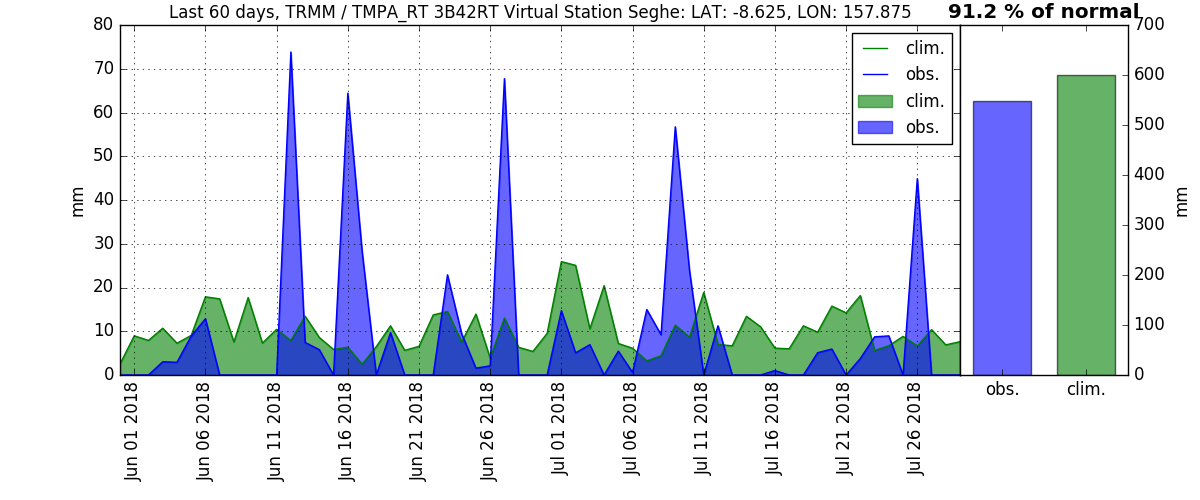 Last 60 days, TRMM / TMPA_RT 3B42RT Virtual Station Seghe: LAT: -8.625, LON: 157.875
91.2 % of normal
80
70
60
50
40
30
20
10
0
mm
clim.
obs.
clim.
obs.
Jun 01 2018
Jun 06 2018
Jun 11 2018
Jun 16 2018
Jun 21 2018
Jun 26 2018
Jul 01 2018
Jul 06 2018
Jul 11 2018
Jul 16 2018
Jul 21 2018
Jul 26 2018
700
600
500
400
300
200
100
0
mm
obs.
clim.